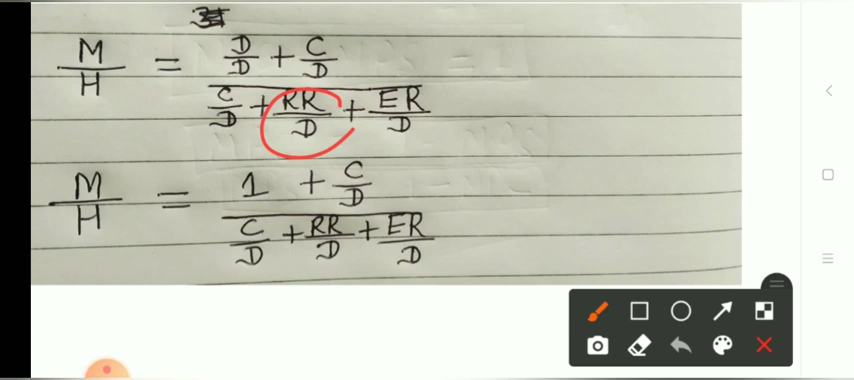 M/H = (D/D + C/D) / (C/D + RR/D + ER/D)
M/H = (1 + C/D) / (C/D + RR/D + ER/D)